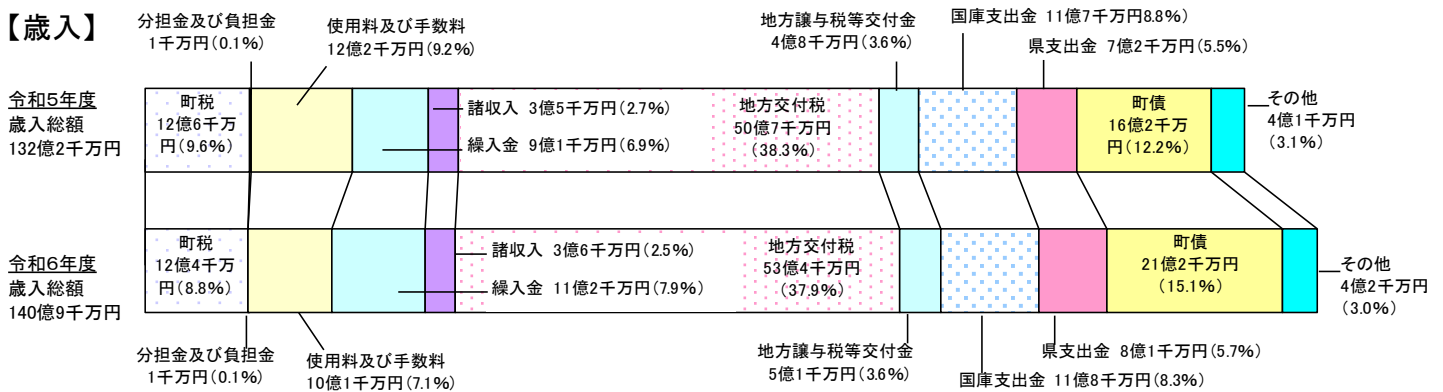 【歳入】
分担金及び負担金
1千万円(0.1%)
使用料及び手数料
12億2千万円(9.2%)
地方譲与税等交付金
4億8千万円(3.6%)
国庫支出金 11億7千万円8.8%)
県支出金 7億2千万円(5.5%)
令和5年度
歳入総額
132億2千万円
町税
12億6千万
円(9.6%)
諸収入 3億5千万円(2.7%)
繰入金 9億1千万円(6.9%)
地方交付税
50億7千万円
(38.3%)
町債
16億2千万
円(12.2%)
その他
4億1千万円
(3.1%)
令和6年度
歳入総額
140億9千万円
町税
12億4千万
円(8.8%)
諸収入 3億6千万円(2.5%)
繰入金 11億2千万円(7.9%)
地方交付税
53億4千万円
(37.9%)
町債
21億2千万円
(15.1%)
その他
4億2千万円
(3.0%)
分担金及び負担金
1千万円(0.1%)
使用料及び手数料
10億1千万円(7.1%)
地方譲与税等交付金
5億1千万円(3.6%)
県支出金 8億1千万円(5.7%)
国庫支出金 11億8千万円(8.3%)